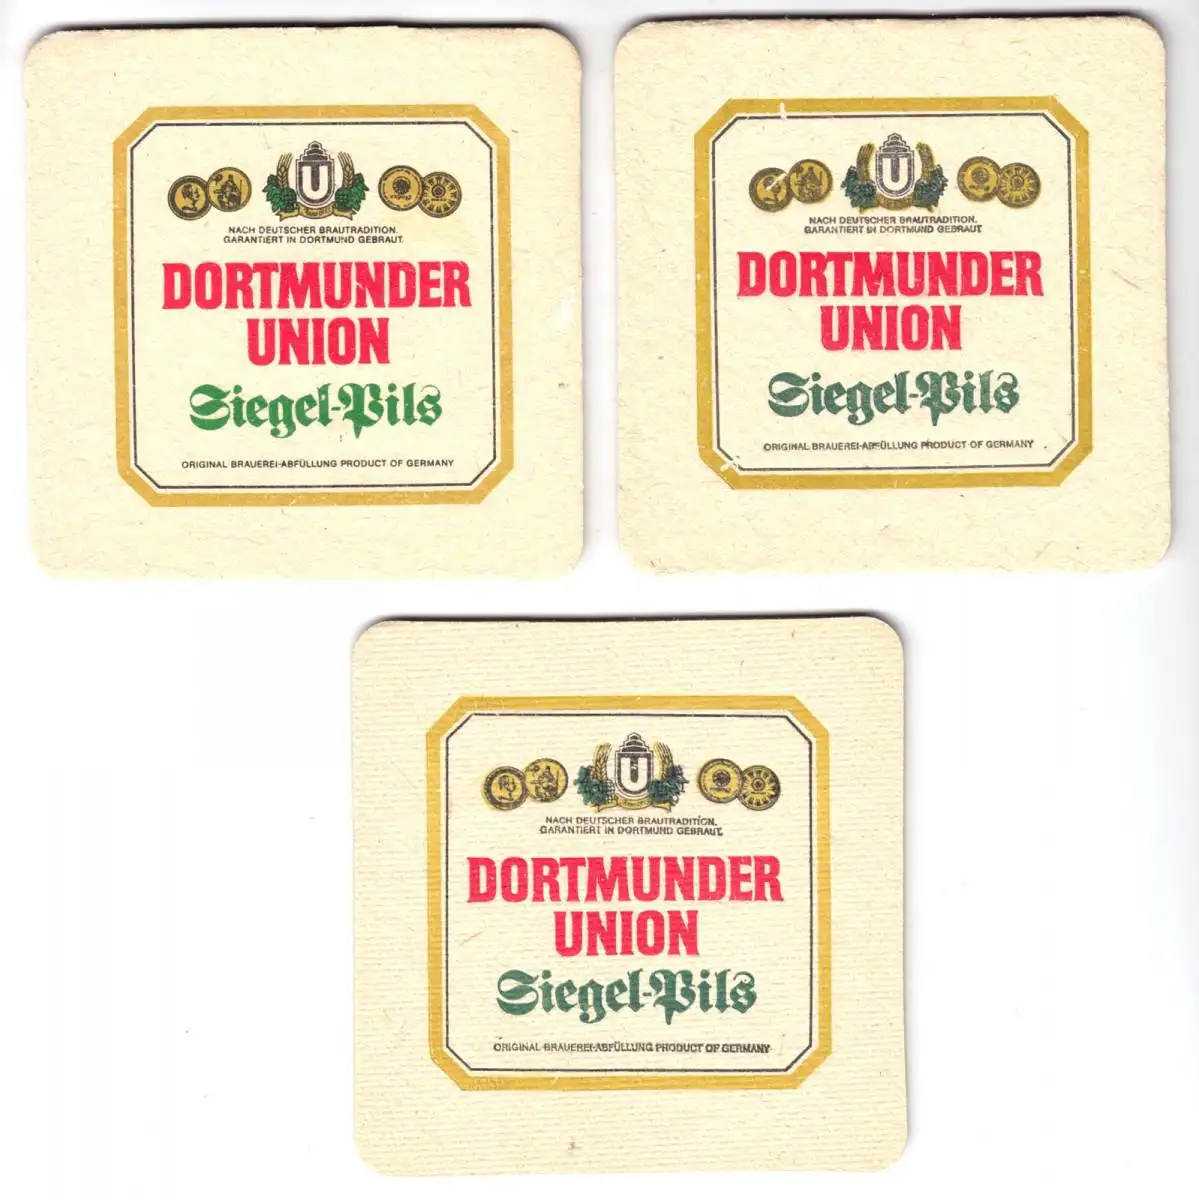 U
NACH DEUTSCHER BRAUTRADITION.
GARANTIERT IN DORTMUND GEBRAUT.
DORTMUNDER
UNION
Siegel-Pils
ORIGINAL BRAUEREI-ABFÜLLUNG PRODUCT OF GERMANY
U
NACH DEUTSCHER BRAUTRADITION.
GARANTIERT IN DORTMUND GEBRAUT
DORTMUNDER
UNION
Siegel-Pils
ORIGINAL BRAUEREI-ABFÜLLUNG PRODUCT OF GERMANY
U
NACH DEUTSCHER BRAUTRADITION.
GARANTIERT IN DORTMUND GEBRAUT.
DORTMUNDER
UNION
Siegel-Pils
ORIGINAL BRAUEREI-ABFÜLLUNG PRODUCT OF GERMANY